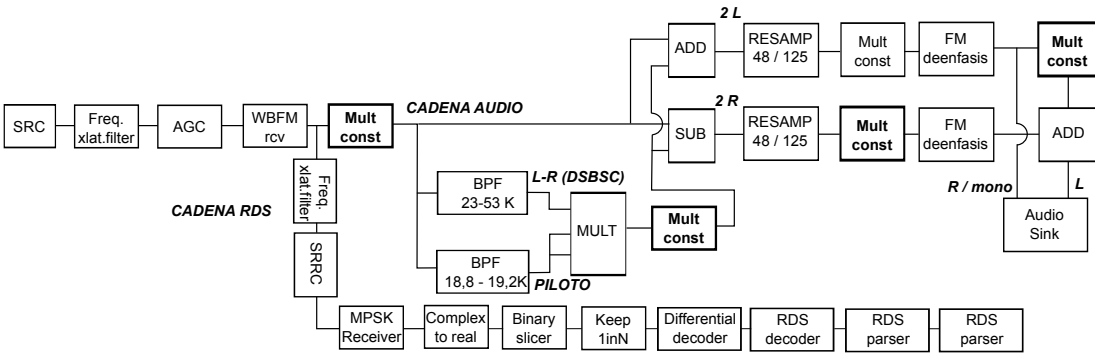 2 L
ADD
RESAMP
48 / 125
Mult
const
FM
deenfasis
Mult
const
SRC
Freq.
xlat.filter
AGC
WBFM
rcv
Mult
const
CADENA AUDIO
2 R
SUB
RESAMP
48 / 125
Mult
const
FM
deenfasis
ADD
Freq.
xlat.filter
CADENA RDS
L-R (DSBSC)
BPF
23-53 K
MULT
Mult
const
R / mono
L
Audio
Sink
SRRC
BPF
18,8 - 19,2K
PILOTO
MPSK
Receiver
Complex
to real
Binary
slicer
Keep
1inN
Differential
decoder
RDS
decoder
RDS
parser
RDS
parser